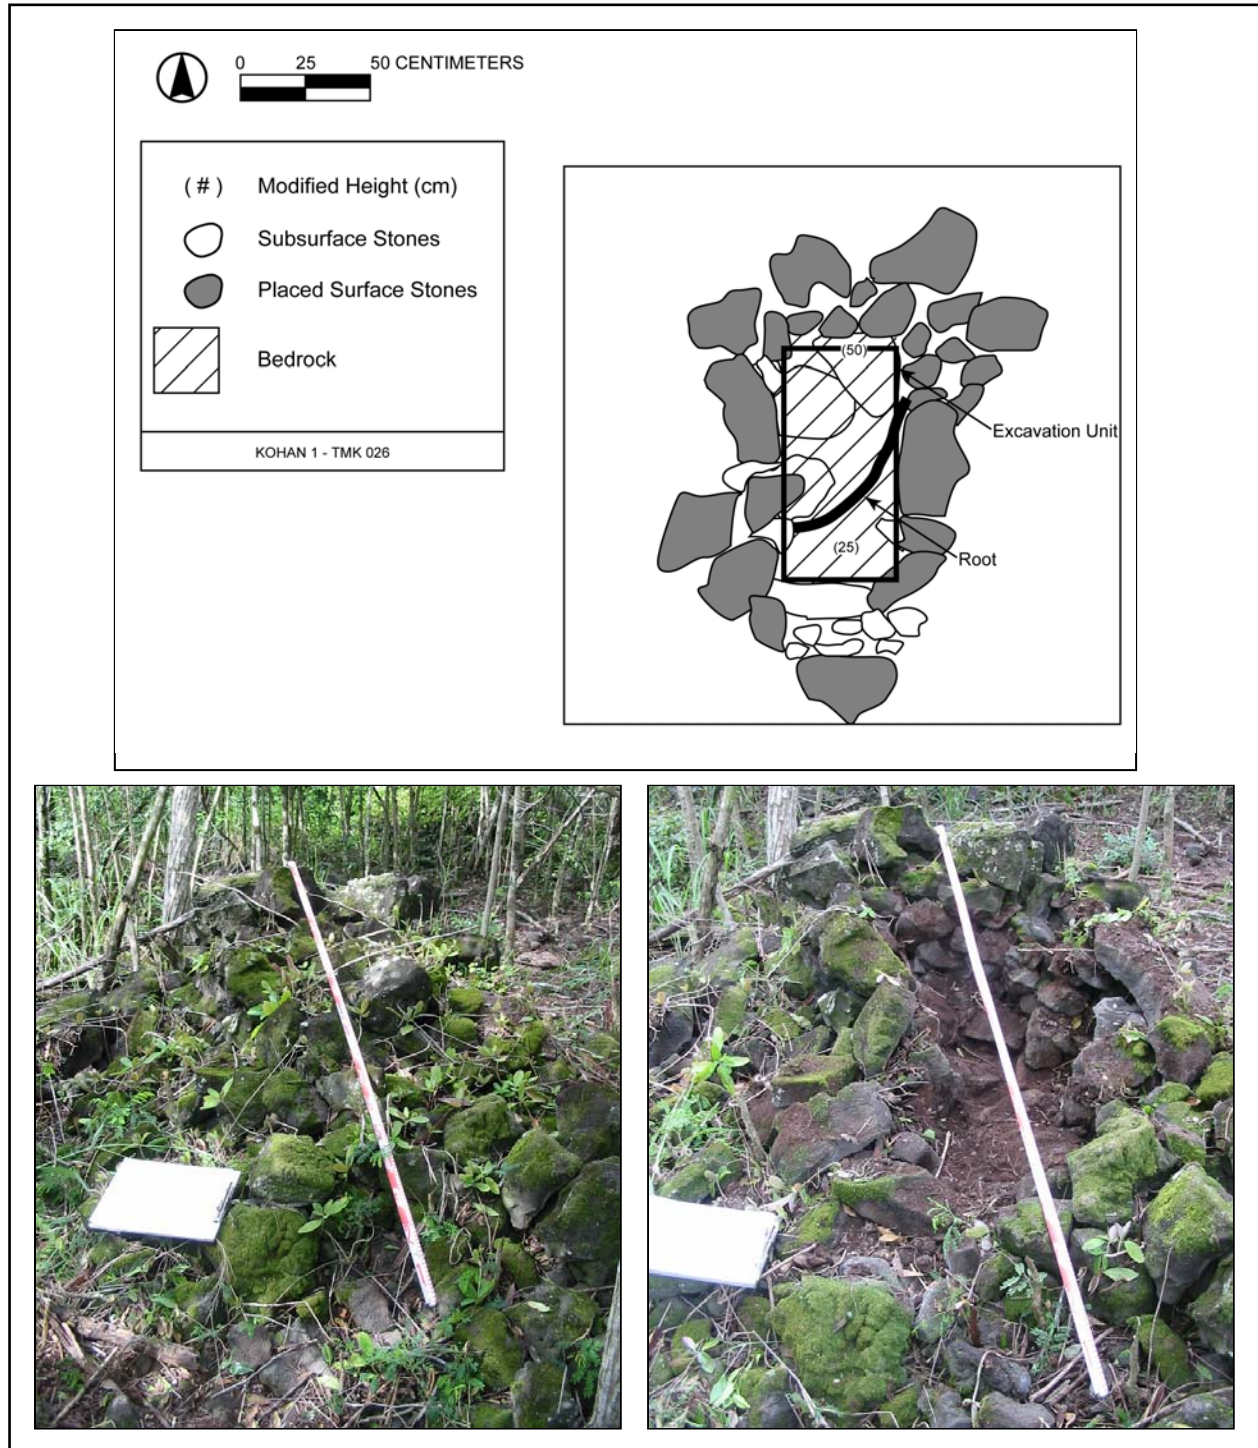 0 25 50 CENTIMETERS
( # ) Modified Height (cm)
Subsurface Stones
Placed Surface Stones
Bedrock
KOHAN 1 - TMK 026
(50)
Excavation Unit
(25)
Root